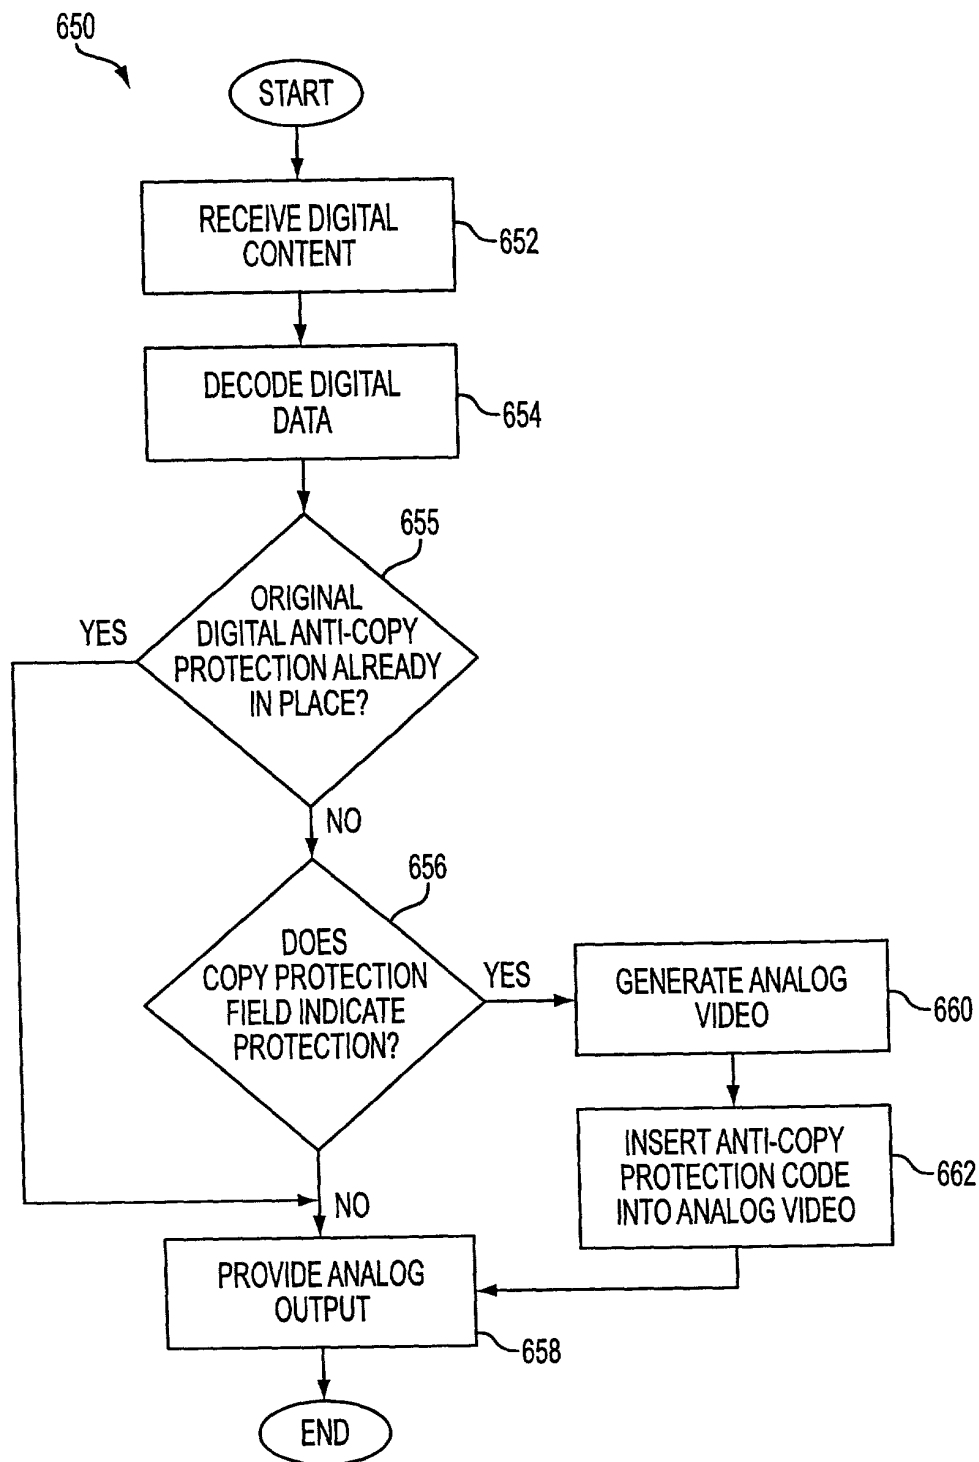 650
START
RECEIVE DIGITAL
CONTENT
652
DECODE DIGITAL
DATA
654
655
ORIGINAL
DIGITAL ANTI-COPY
PROTECTION ALREADY
IN PLACE?
YES
NO
656
DOES
COPY PROTECTION
FIELD INDICATE
PROTECTION?
YES
GENERATE ANALOG
VIDEO
660
INSERT ANTI-COPY
PROTECTION CODE
INTO ANALOG VIDEO
662
NO
PROVIDE ANALOG
OUTPUT
658
END